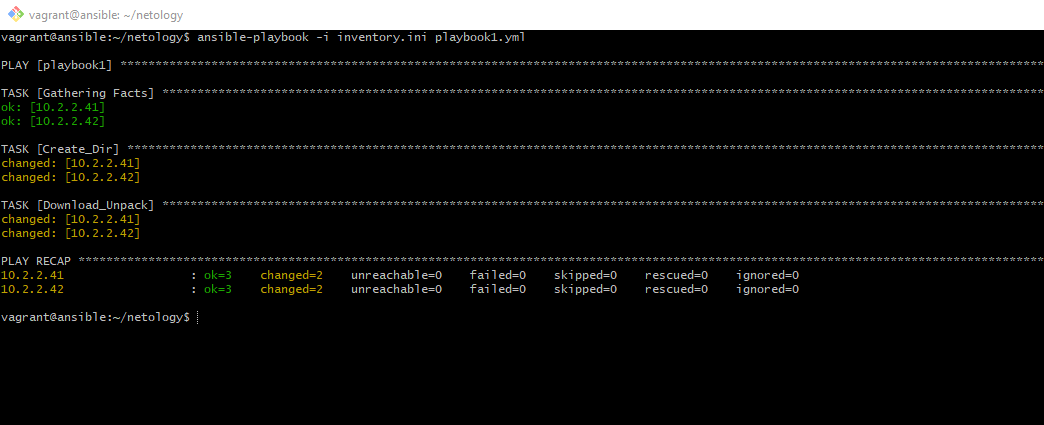 vagrant@ansible: ~/netology
vagrant@ansible:~/netology$ ansible-playbook -i inventory.ini playbook1.yml
PLAY [playbook1] ************************************************************************************************************************************
TASK [Gathering Facts] ******************************************************************************************************************************
ok: [10.2.2.41]
ok: [10.2.2.42]
TASK [Create_Dir] ***********************************************************************************************************************************
changed: [10.2.2.41]
changed: [10.2.2.42]
TASK [Download_Unpack] ******************************************************************************************************************************
changed: [10.2.2.41]
changed: [10.2.2.42]
PLAY RECAP ******************************************************************************************************************************************
10.2.2.41                  : ok=3    changed=2    unreachable=0    failed=0    skipped=0    rescued=0    ignored=0
10.2.2.42                  : ok=3    changed=2    unreachable=0    failed=0    skipped=0    rescued=0    ignored=0
vagrant@ansible:~/netology$